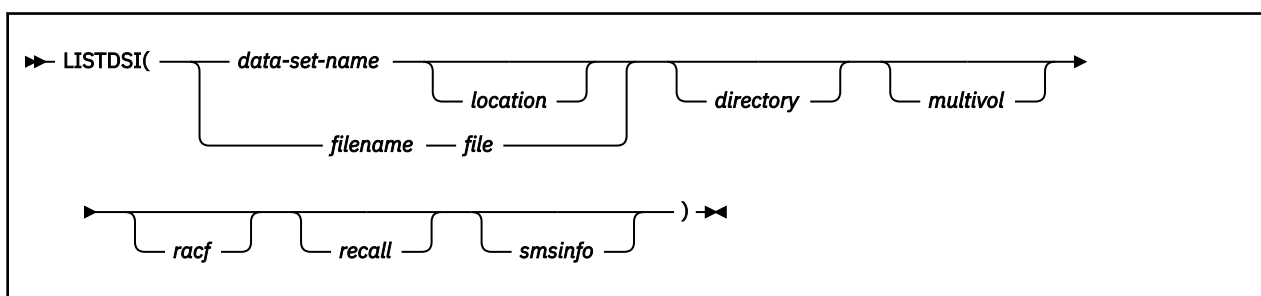 LISTDSI( data-set-name
location directory multivol
filename file
)
racf recall smsinfo